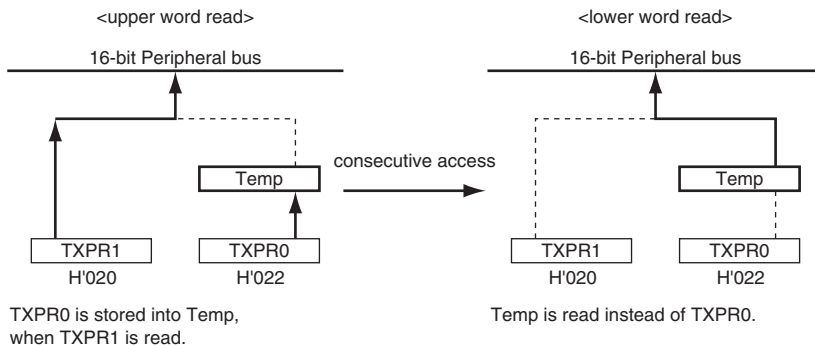 <upper word read>
16-bit Peripheral bus
Temp
TXPR1
TXPR0
H'020
H'022
TXPR0 is stored into Temp,
when TXPR1 is read.
consecutive access
<lower word read>
16-bit Peripheral bus
Temp
TXPR1
TXPR0
H'020
H'022
Temp is read instead of TXPR0.